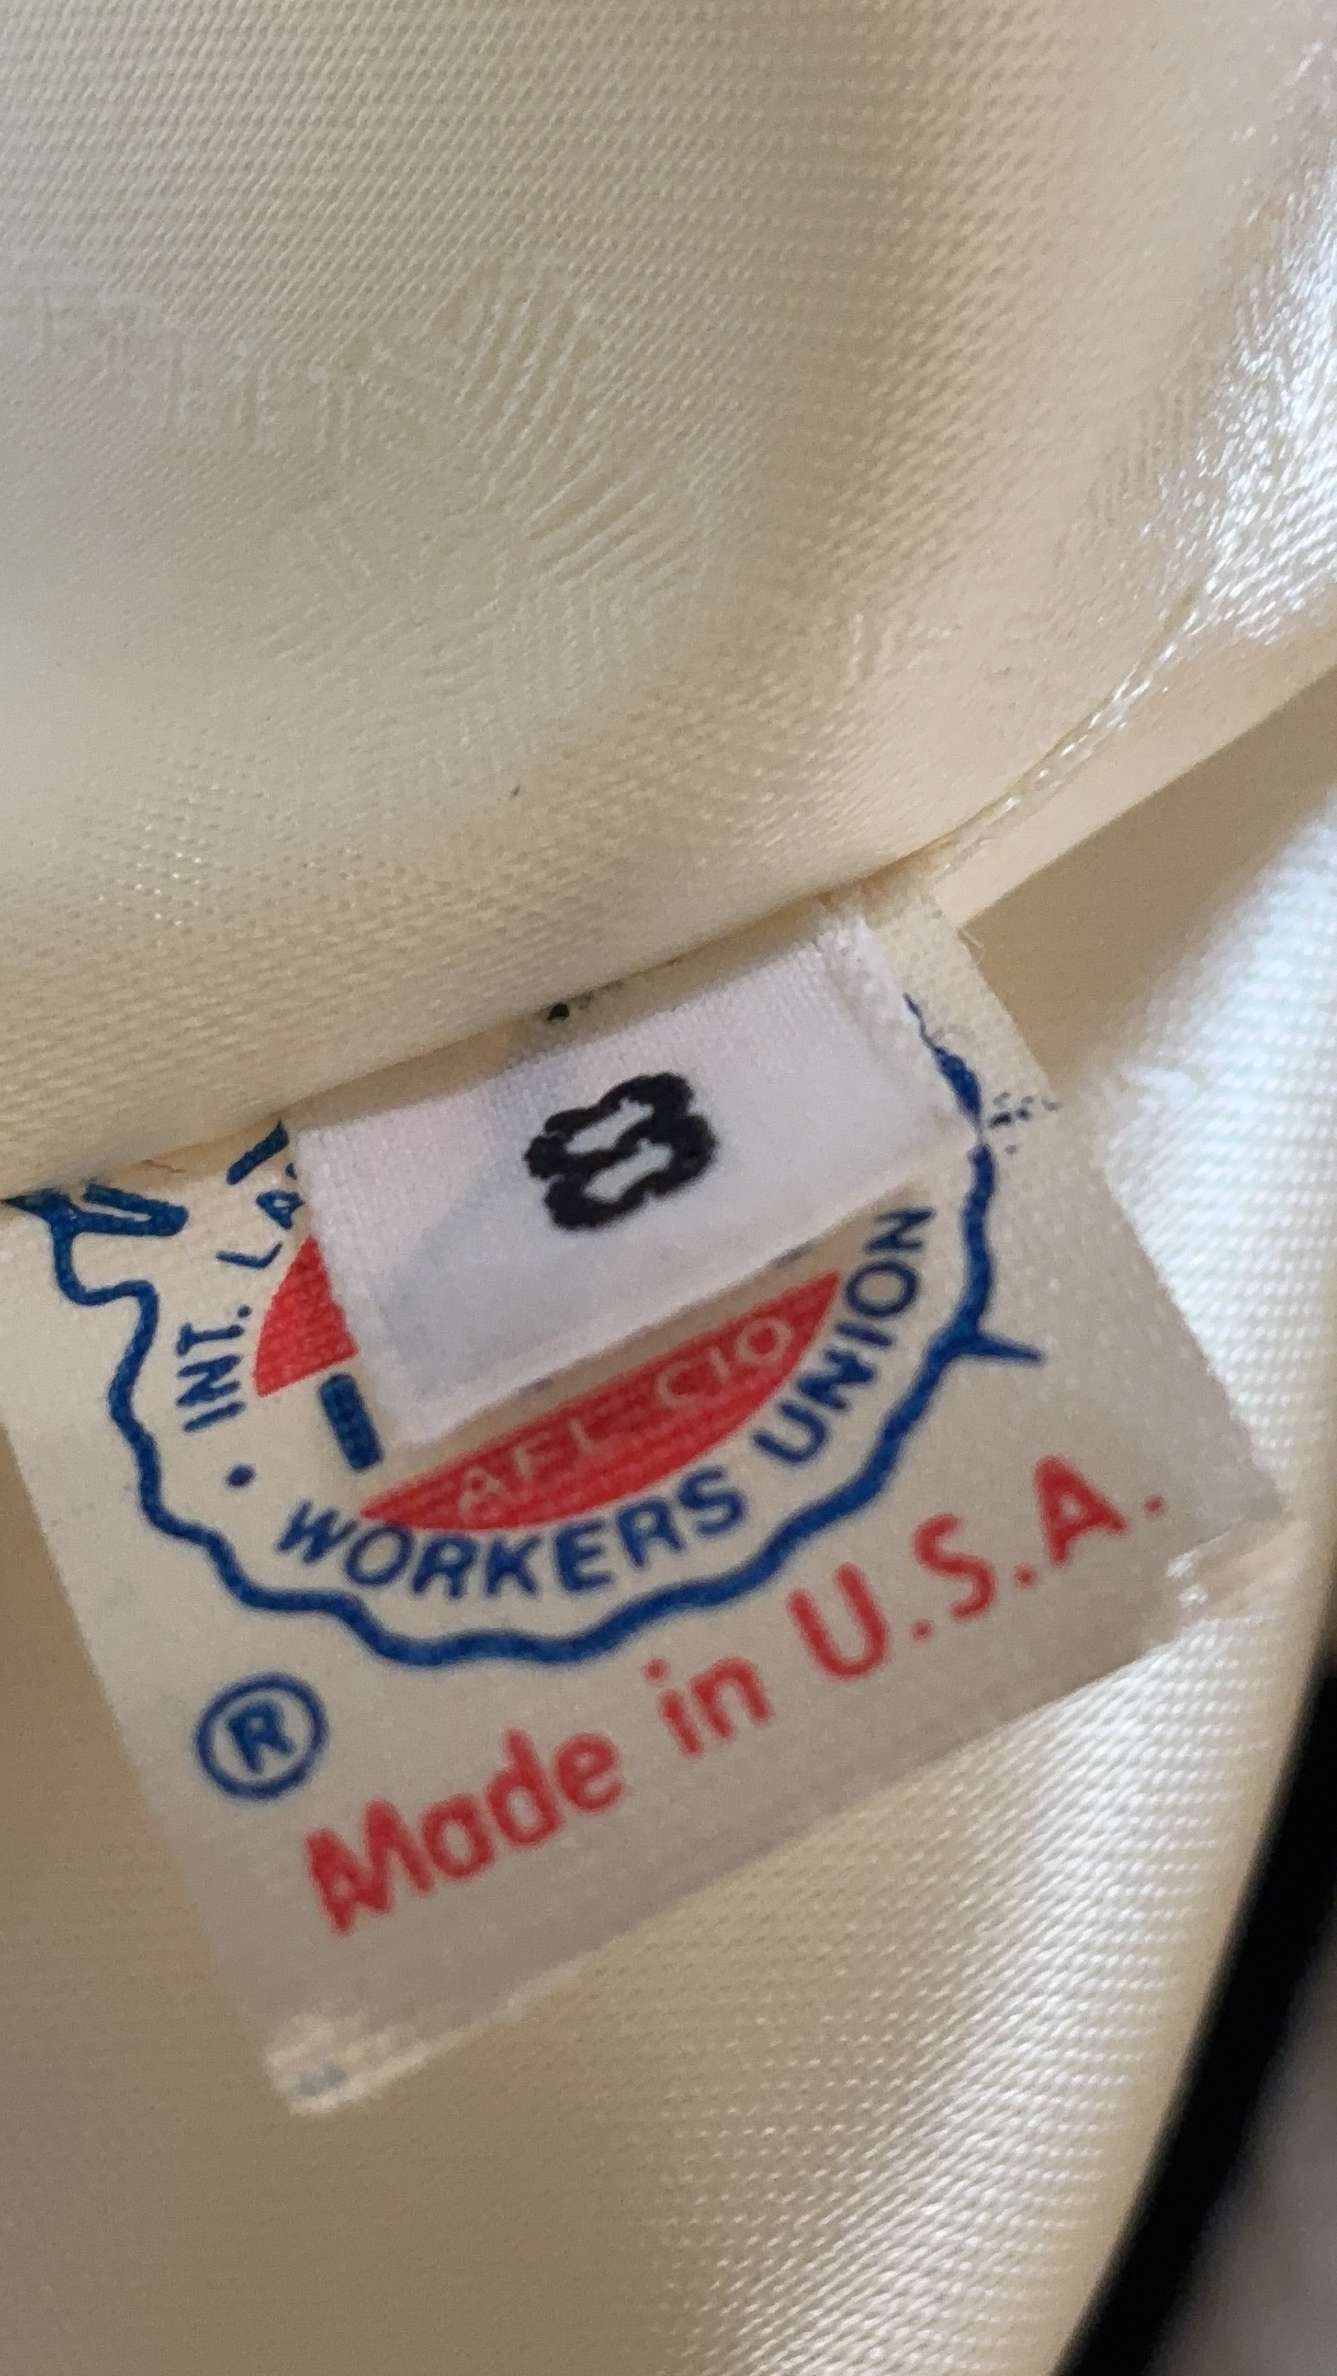 8
INT. LA
AFL CIO
WORKERS UNION
®
Made in U.S.A.